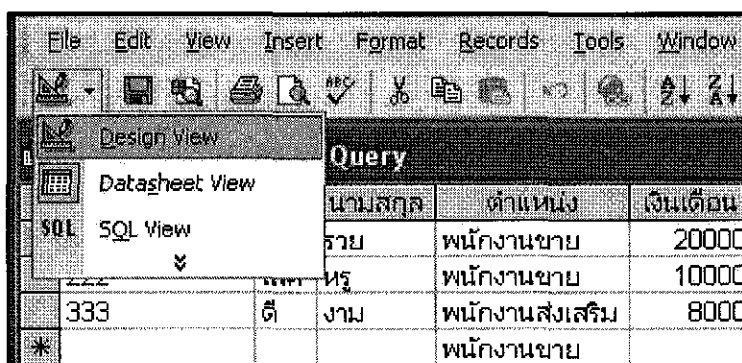 File Edit View Insert Format Records Tools Window
Design View
Query
Datasheet View
นามสกุล ตำแหน่ง เงินเดือน
SQL SQL View
รวย พนักงานขาย 20000
หรู พนักงานขาย 10000
333 ดี งาม พนักงานส่งเสริม 8000
พนักงานขาย